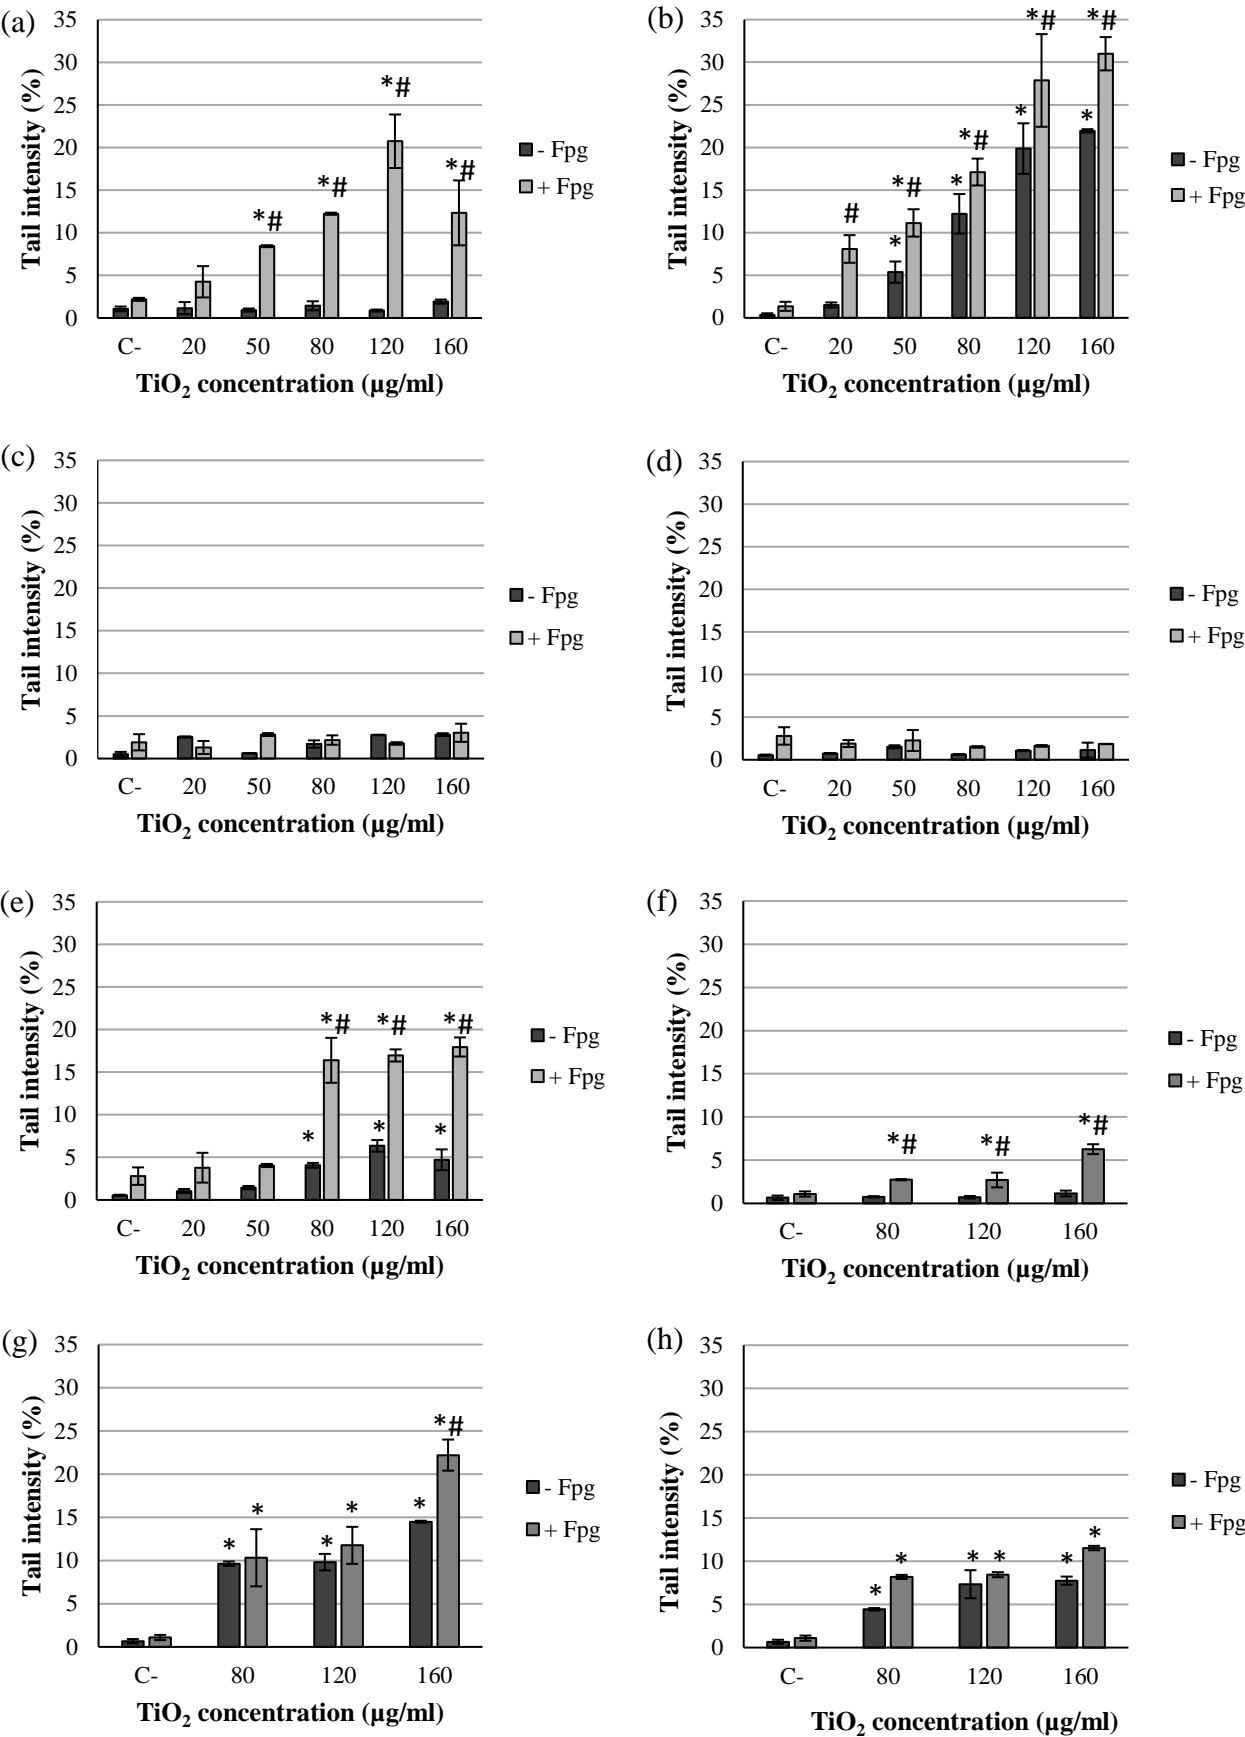 (a)
35
30
25
20
15
10
5
0
Tail intensity (%)
*#
*#
*#
*#
C- 20 50 80 120 160
TiO₂ concentration (µg/ml)
- Fpg
+ Fpg
(b)
35
30
25
20
15
10
5
0
Tail intensity (%)
#
*
*#
*
*#
*
*#
*
*#
C- 20 50 80 120 160
TiO₂ concentration (µg/ml)
- Fpg
+ Fpg
(c)
35
30
25
20
15
10
5
0
Tail intensity (%)
C- 20 50 80 120 160
TiO₂ concentration (µg/ml)
- Fpg
+ Fpg
(d)
35
30
25
20
15
10
5
0
Tail intensity (%)
C- 20 50 80 120 160
TiO₂ concentration (µg/ml)
- Fpg
+ Fpg
(e)
35
30
25
20
15
10
5
0
Tail intensity (%)
*
*#
*
*#
*
*#
C- 20 50 80 120 160
TiO₂ concentration (µg/ml)
- Fpg
+ Fpg
(f)
35
30
25
20
15
10
5
0
Tail intensity (%)
*#
*#
*#
C- 80 120 160
TiO₂ concentration (µg/ml)
- Fpg
+ Fpg
(g)
35
30
25
20
15
10
5
0
Tail intensity (%)
*
*
*
*
*
*#
C- 80 120 160
TiO₂ concentration (µg/ml)
- Fpg
+ Fpg
(h)
35
30
25
20
15
10
5
0
Tail intensity (%)
*
*
*
*
*
*
C- 80 120 160
TiO₂ concentration (µg/ml)
- Fpg
+ Fpg